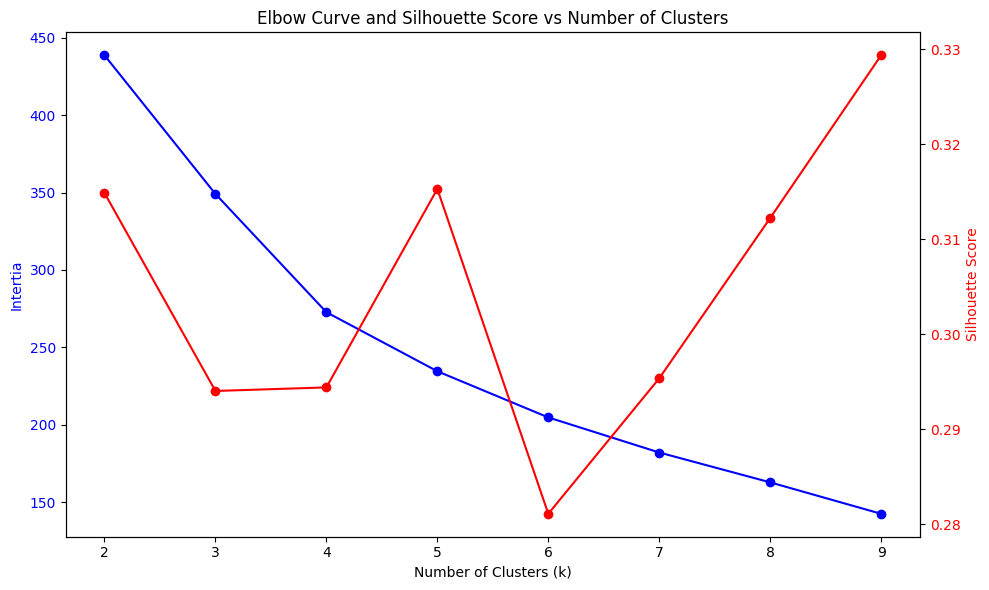 Elbow Curve and Silhouette Score vs Number of Clusters
450
400
350
300
250
200
150
Intertia
0.33
0.32
0.31
0.30
0.29
0.28
Silhouette Score
2 3 4 5 6 7 8 9
Number of Clusters (k)